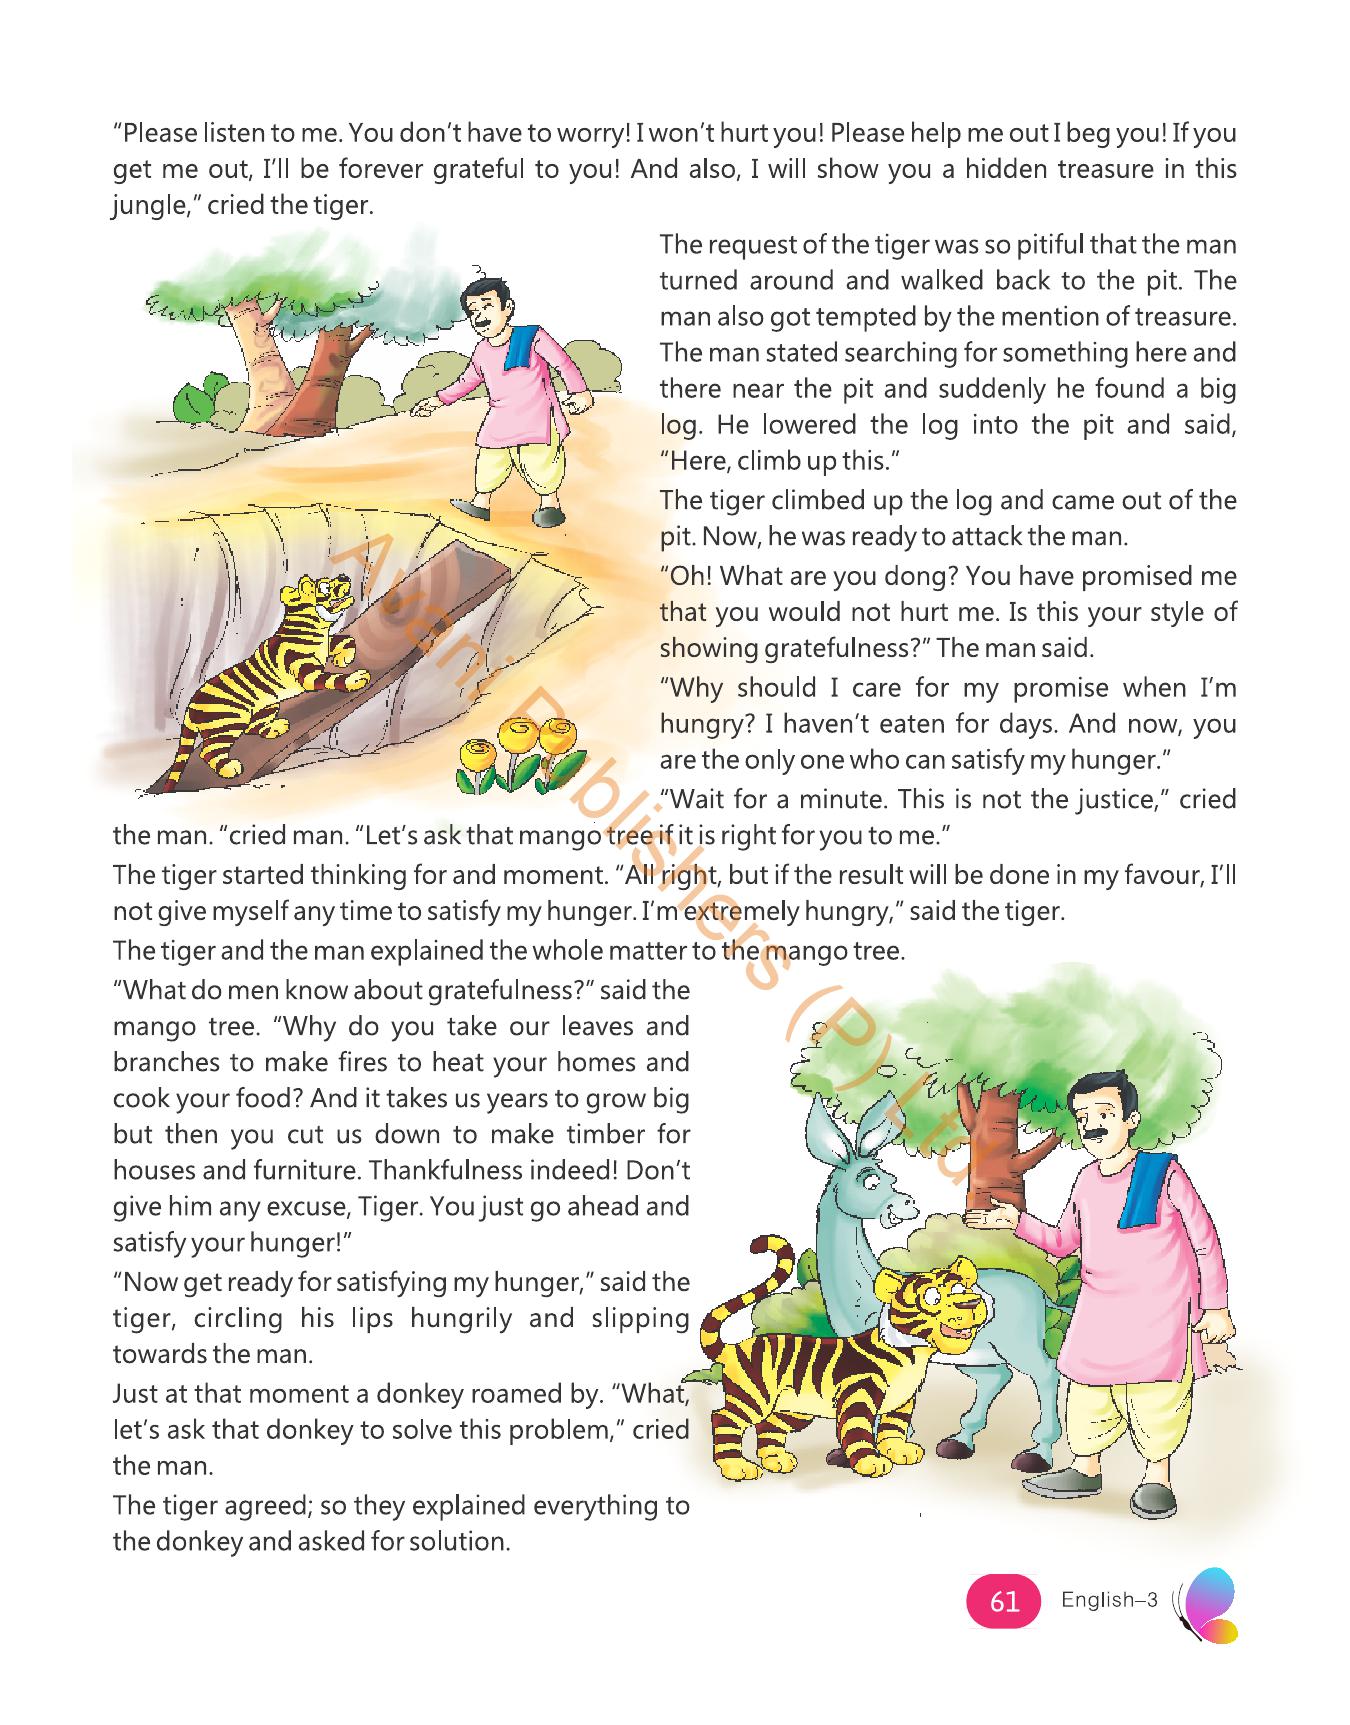 “Please listen to me. You don’t have to worry! I won’t hurt you! Please help me out I beg you! If you
get me out, I’ll be forever grateful to you! And also, I will show you a hidden treasure in this
jungle,” cried the tiger.
The request of the tiger was so pitiful that the man
turned around and walked back to the pit. The
man also got tempted by the mention of treasure.
The man stated searching for something here and
there near the pit and suddenly he found a big
log. He lowered the log into the pit and said,
“Here, climb up this.”
The tiger climbed up the log and came out of the
pit. Now, he was ready to attack the man.
“Oh! What are you dong? You have promised me
that you would not hurt me. Is this your style of
showing gratefulness?” The man said.
“Why should I care for my promise when I’m
hungry? I haven’t eaten for days. And now, you
are the only one who can satisfy my hunger.”
“Wait for a minute. This is not the justice,” cried
the man. “cried man. “Let’s ask that mango tree if it is right for you to me.”
The tiger started thinking for and moment. “All right, but if the result will be done in my favour, I’ll
not give myself any time to satisfy my hunger. I’m extremely hungry,” said the tiger.
The tiger and the man explained the whole matter to the mango tree.
“What do men know about gratefulness?” said the
mango tree. “Why do you take our leaves and
branches to make fires to heat your homes and
cook your food? And it takes us years to grow big
but then you cut us down to make timber for
houses and furniture. Thankfulness indeed! Don’t
give him any excuse, Tiger. You just go ahead and
satisfy your hunger!”
“Now get ready for satisfying my hunger,” said the
tiger, circling his lips hungrily and slipping
towards the man.
Just at that moment a donkey roamed by. “What,
let’s ask that donkey to solve this problem,” cried
the man.
The tiger agreed; so they explained everything to
the donkey and asked for solution.
Avani Publishers (P) Ltd
61 English–3